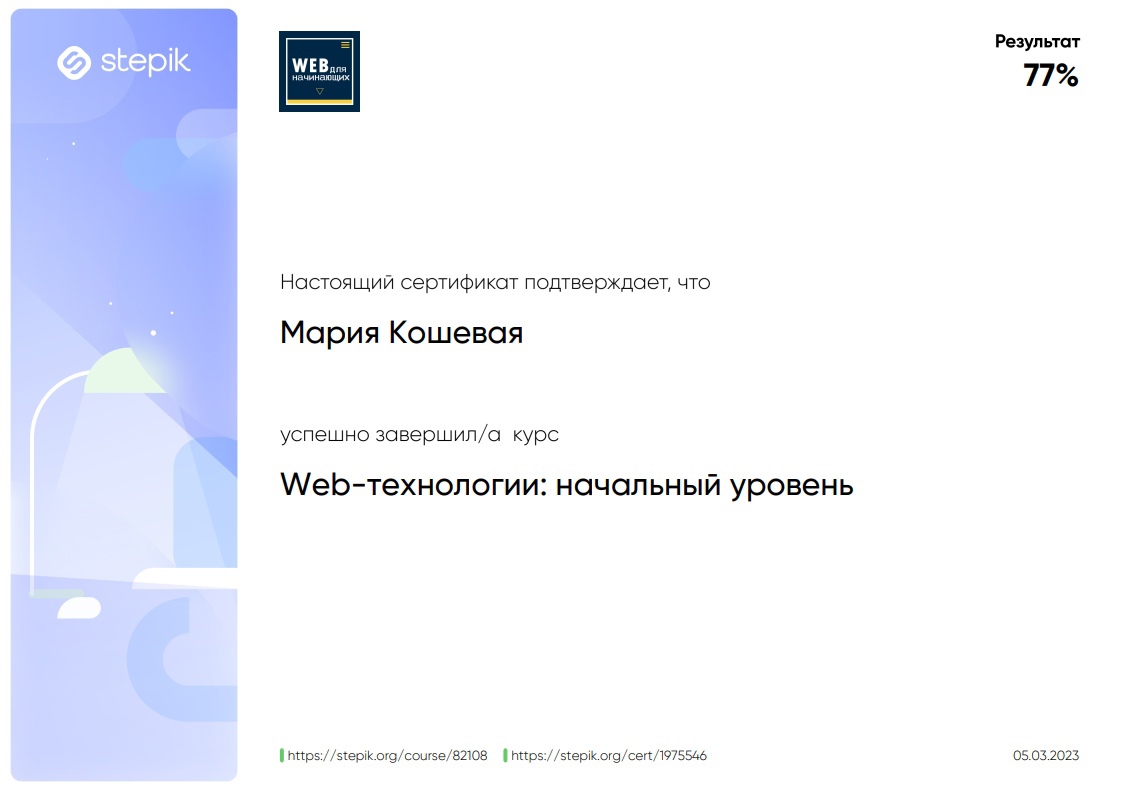 stepik
WEB для
начинающих
Результат
77%
Настоящий сертификат подтверждает, что
Мария Кошевая
успешно завершил/а курс
Web-технологии: начальный уровень
https://stepik.org/course/82108 https://stepik.org/cert/1975546 05.03.2023